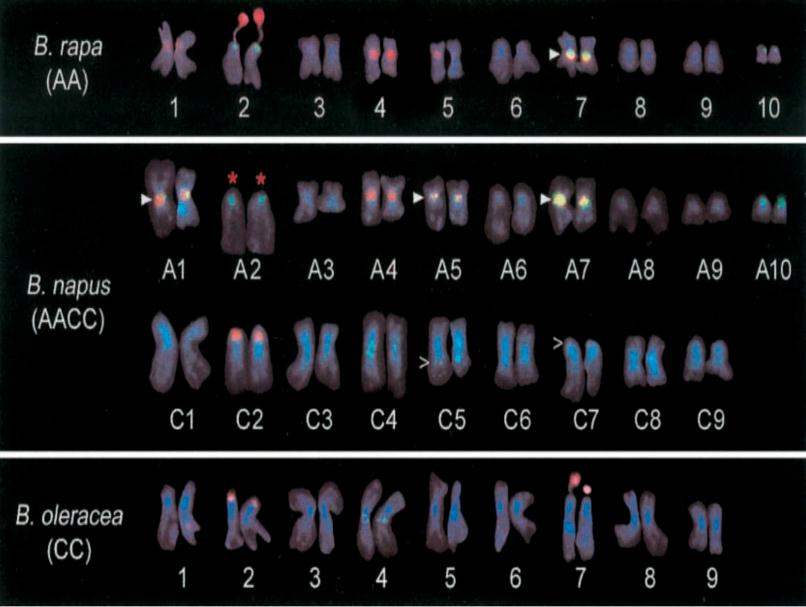 B. rapa
(AA)
1 2 3 4 5 6 7 8 9 10
* *
A1 A2 A3 A4 A5 A6 A7 A8 A9 A10
B. napus
(AACC)
> >
C1 C2 C3 C4 C5 C6 C7 C8 C9
B. oleracea
(CC)
1 2 3 4 5 6 7 8 9